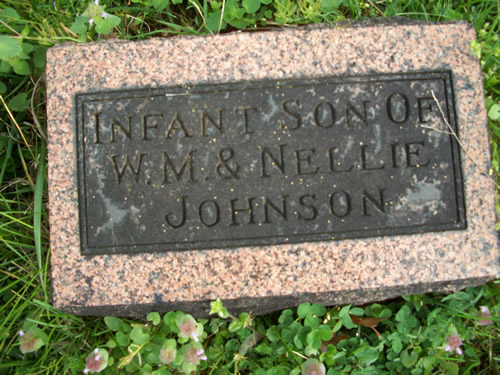 INFANT SON OF
W. M. & NELLIE
JOHNSON